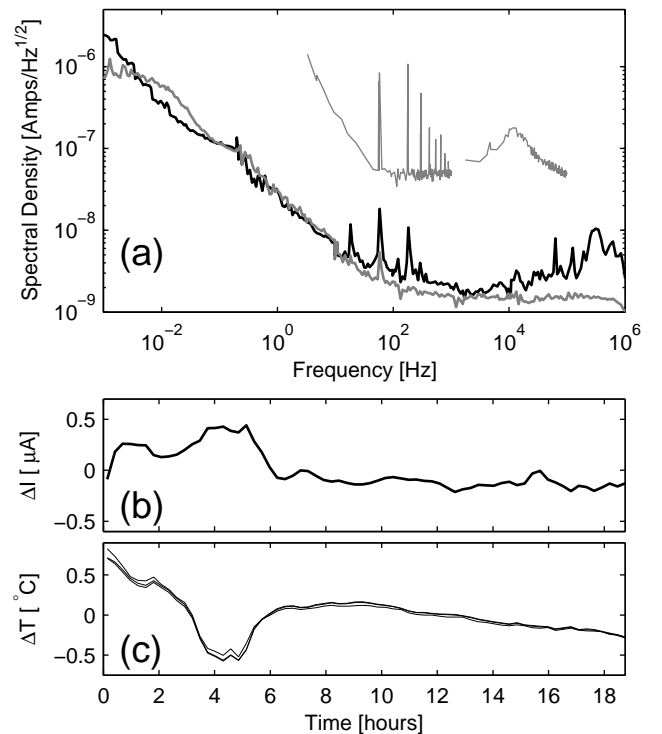 Spectral Density [Amps/Hz^1/2]
10^−6
10^−7
10^−8
10^−9
(a)
10^−2 10^0 10^2 10^4 10^6
Frequency [Hz]
ΔI [ μA]
0.5
0
−0.5
(b)
ΔT [ °C]
0.5
0
−0.5
(c)
0 2 4 6 8 10 12 14 16 18
Time [hours]